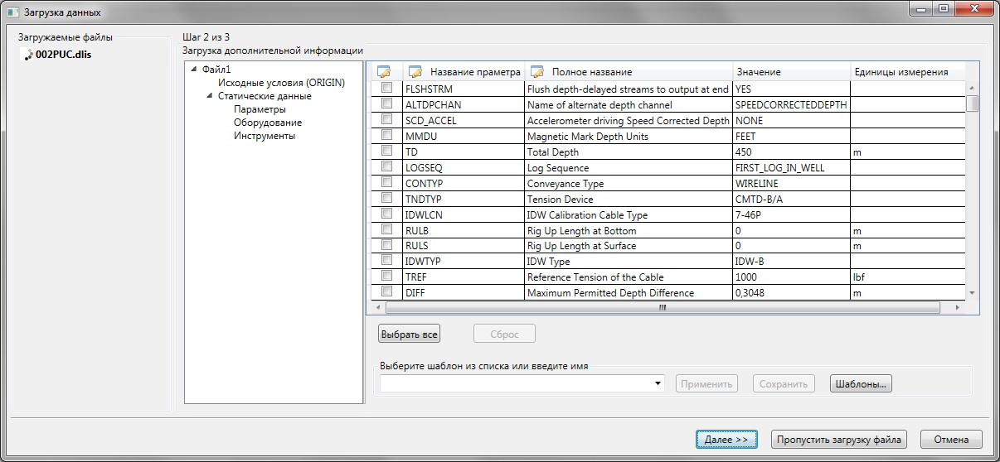 Загрузка данных
Загружаемые файлы
002PUC.dlis
Шаг 2 из 3
Загрузка дополнительной информации
Файл1
Исходные условия (ORIGIN)
Статические данные
Параметры
Оборудование
Инструменты
Название праметра Полное название Значение Единицы измерения
FLSHSTRM Flush depth-delayed streams to output at end YES
ALTDPCHAN Name of alternate depth channel SPEEDCORRECTEDDEPTH
SCD_ACCEL Accelerometer driving Speed Corrected Depth NONE
MMDU Magnetic Mark Depth Units FEET
TD Total Depth 450 m
LOGSEQ Log Sequence FIRST_LOG_IN_WELL
CONTYP Conveyance Type WIRELINE
TNDTYP Tension Device CMTD-B/A
IDWLCN IDW Calibration Cable Type 7-46P
RULB Rig Up Length at Bottom 0 m
RULS Rig Up Length at Surface 0 m
IDWTYP IDW Type IDW-B
TREF Reference Tension of the Cable 1000 lbf
DIFF Maximum Permitted Depth Difference 0,3048 m
Выбрать все Сброс
Выберите шаблон из списка или введите имя
Применить Сохранить Шаблоны...
Далее >> Пропустить загрузку файла Отмена